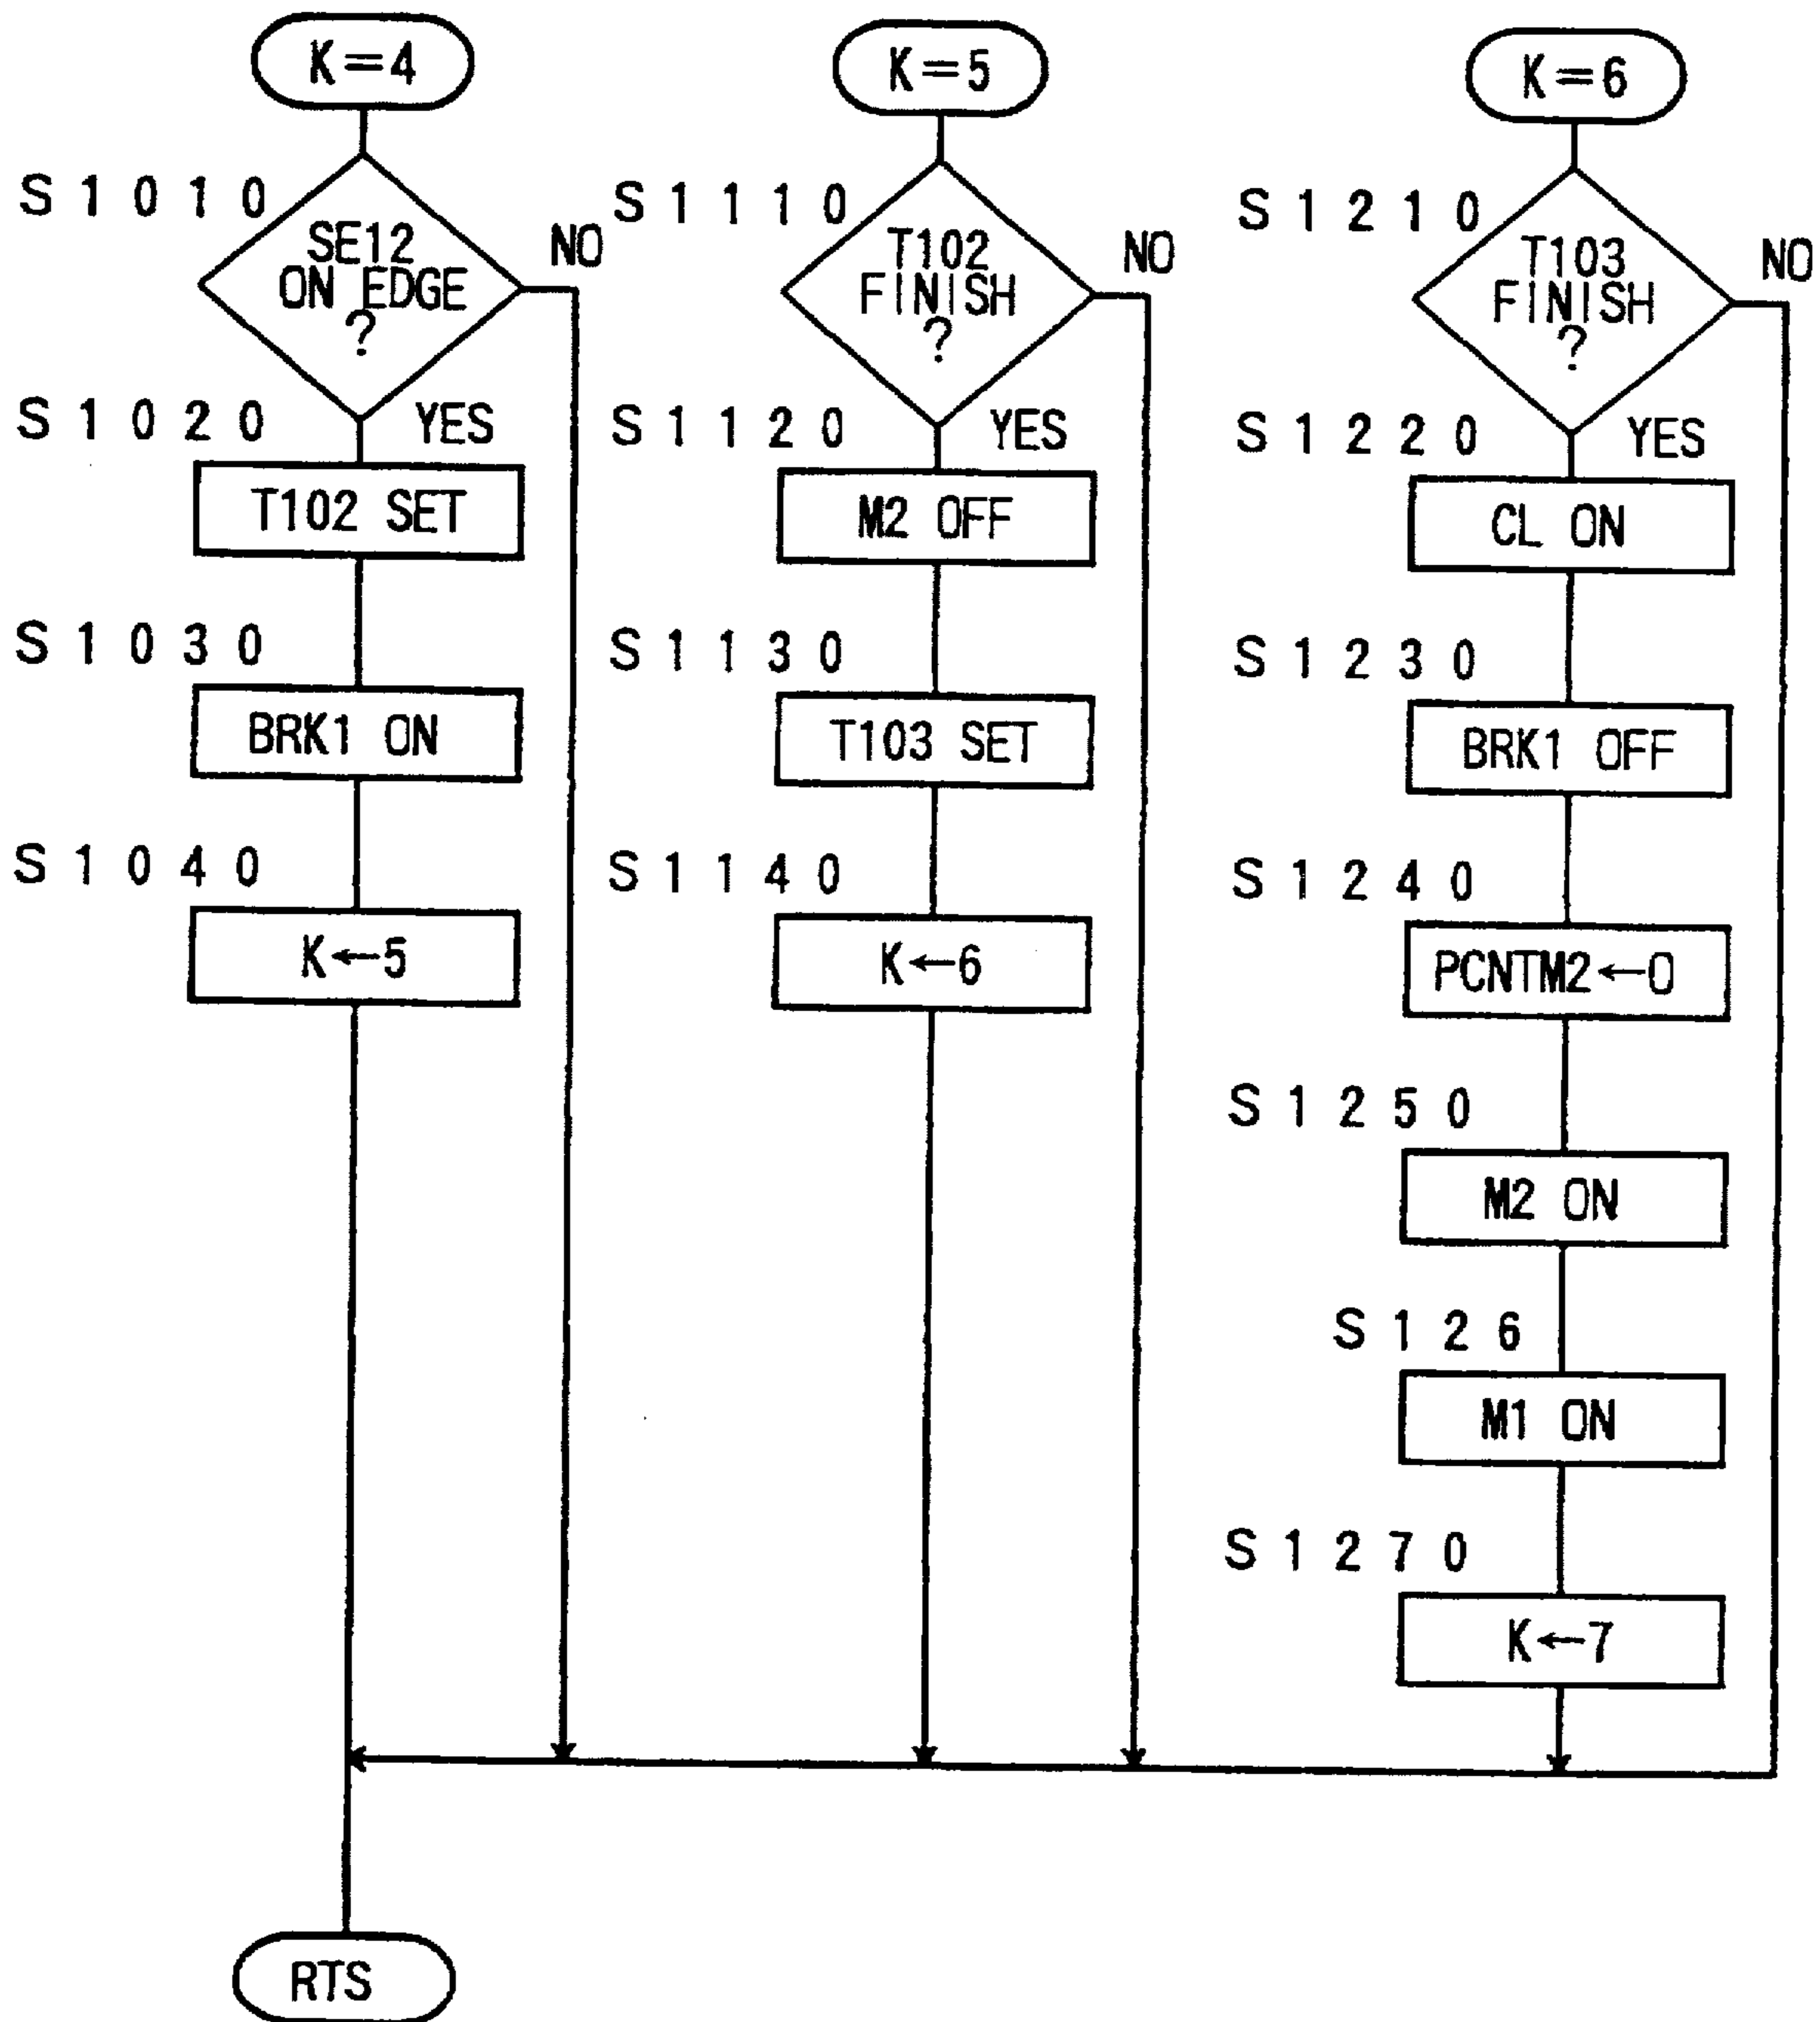 K=4
S1010
SE12
ON EDGE
?
NO
S1020
YES
T102 SET
S1030
BRK1 ON
S1040
K←5
K=5
S1110
T102
FINISH
?
NO
S1120
YES
M2 OFF
S1130
T103 SET
S1140
K←6
K=6
S1210
T103
FINISH
?
NO
S1220
YES
CL ON
S1230
BRK1 OFF
S1240
PCNTM2←0
S1250
M2 ON
S126
M1 ON
S1270
K←7
RTS